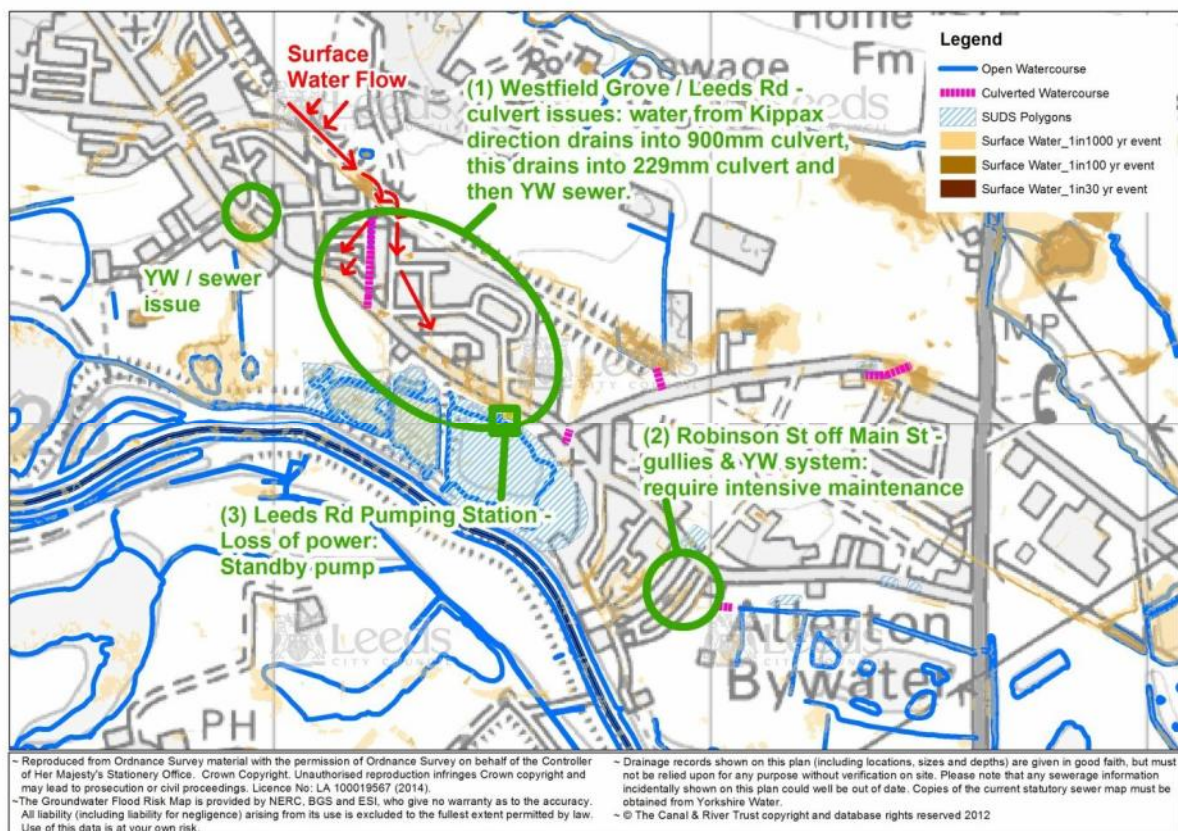 Home
Fm
Sewage
Legend
Open Watercourse
Culverted Watercourse
SUDS Polygons
Surface Water_1in1000 yr event
Surface Water_1in100 yr event
Surface Water_1in30 yr event
Surface
Water Flow
(1) Westfield Grove / Leeds Rd -
culvert issues: water from Kippax
direction drains into 900mm culvert,
this drains into 229mm culvert and
then YW sewer.
YW / sewer
issue
MP
(2) Robinson St off Main St -
gullies & YW system:
require intensive maintenance
(3) Leeds Rd Pumping Station -
Loss of power:
Standby pump
Leeds
CITY COUNCIL
Allerton
Bywater
PH
~ Reproduced from Ordnance Survey material with the permission of Ordnance Survey on behalf of the Controller
of Her Majesty's Stationery Office. Crown Copyright. Unauthorised reproduction infringes Crown copyright and
may lead to prosecution or civil proceedings. Licence No: LA 100019567 (2014).
~The Groundwater Flood Risk Map is provided by NERC, BGS and ESI, who give no warranty as to the accuracy.
All liability (including liability for negligence) arising from its use is excluded to the fullest extent permitted by law.
Use of this data is at your own risk.
~ Drainage records shown on this plan (including locations, sizes and depths) are given in good faith, but must
not be relied upon for any purpose without verification on site. Please note that any sewerage information
incidentally shown on this plan could well be out of date. Copies of the current statutory sewer map must be
obtained from Yorkshire Water.
~ © The Canal & River Trust copyright and database rights reserved 2012